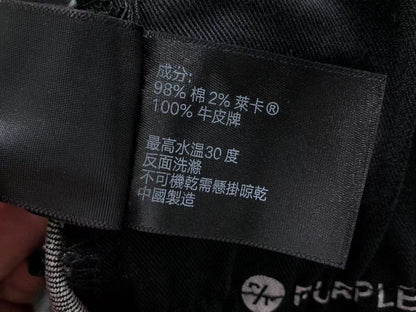 成分:
98% 棉 2% 萊卡®
100% 牛皮牌
最高水溫30 度
反面洗滌
不可機乾需懸掛晾乾
中國製造
PURPLE